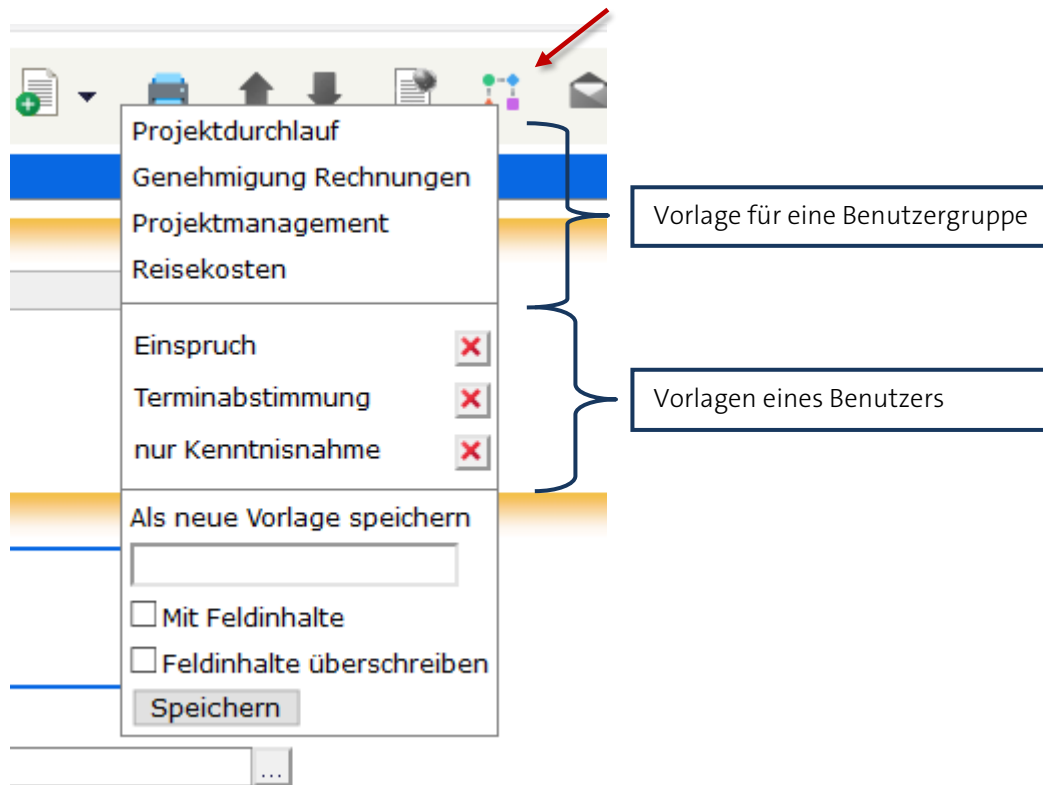 Projektdurchlauf
Genehmigung Rechnungen
Projektmanagement
Reisekosten
Vorlage für eine Benutzergruppe
Einspruch
Terminabstimmung
nur Kenntnisnahme
Vorlagen eines Benutzers
Als neue Vorlage speichern
Mit Feldinhalte
Feldinhalte überschreiben
Speichern
...